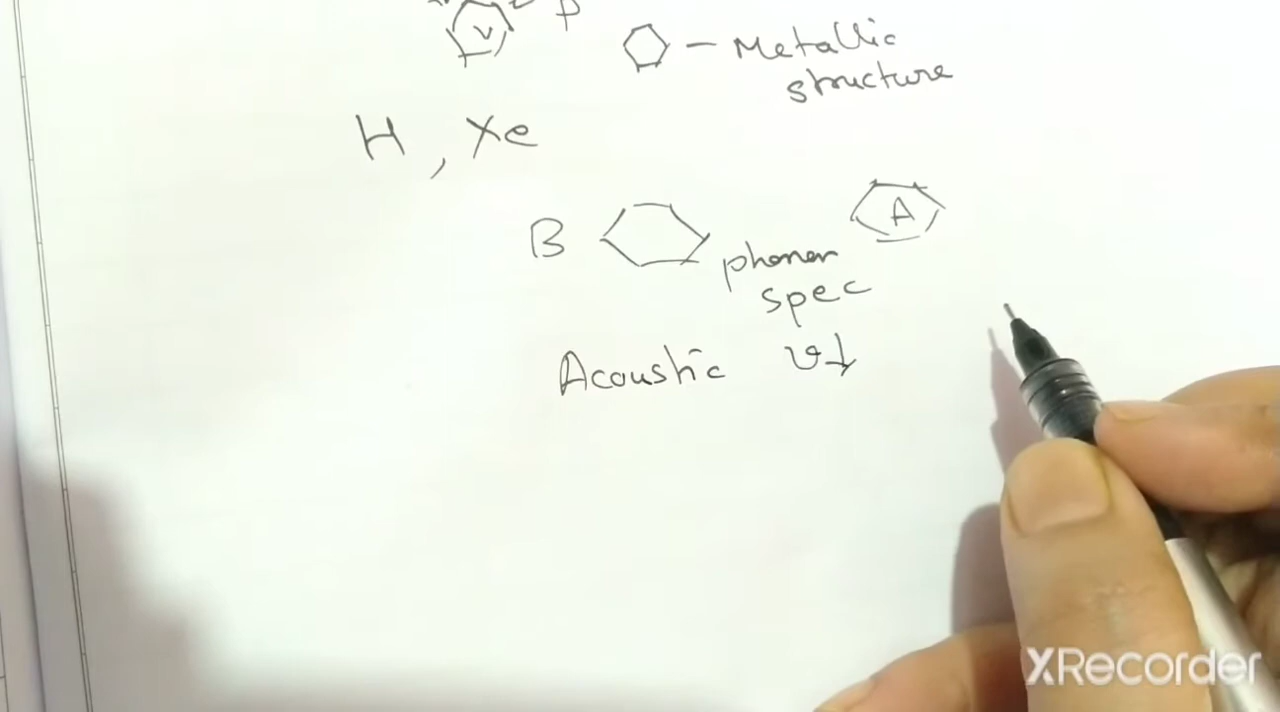 V
β
— Metallic
structure
H, Xe
B
A
phonon
spec
Acoustic
XRecorder